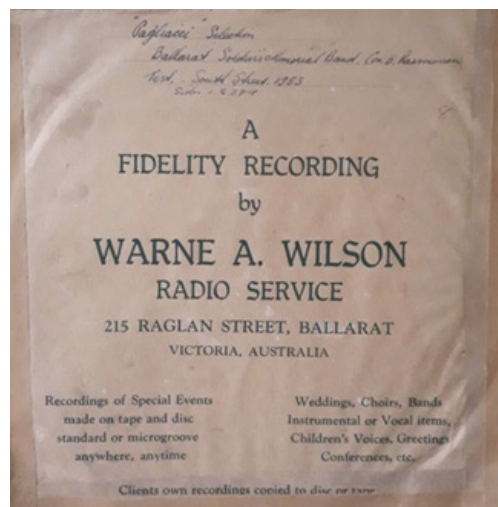 "Pagliacci" Selection
Ballarat Soldiers Memorial Band. Con. 
Test. - South Street. 1953
8
A
FIDELITY RECORDING
by
WARNE A. WILSON
RADIO SERVICE
215 RAGLAN STREET, BALLARAT
VICTORIA, AUSTRALIA
Recordings of Special Events
made on tape and disc
standard or microgroove
anywhere, anytime
Weddings, Choirs, Bands
Instrumental or Vocal items,
Children's Voices, Greetings
Conferences, etc.
Clients own recordings copied to disc or tape